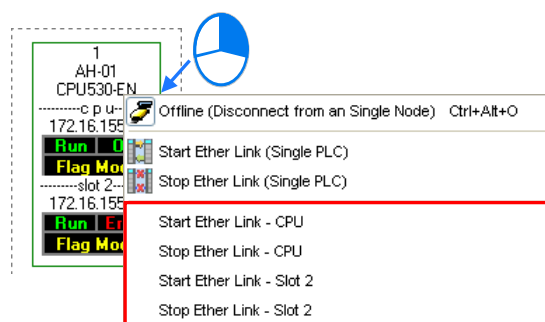 1
AH-01
CPU530-EN
c p u
172.16.155
Run
Flag
slot 2
172.16.155
Run
Flag
Offline (Disconnect from an Single Node) Ctrl+Alt+O
Start Ether Link (Single PLC)
Stop Ether Link (Single PLC)
Start Ether Link - CPU
Stop Ether Link - CPU
Start Ether Link - Slot 2
Stop Ether Link - Slot 2